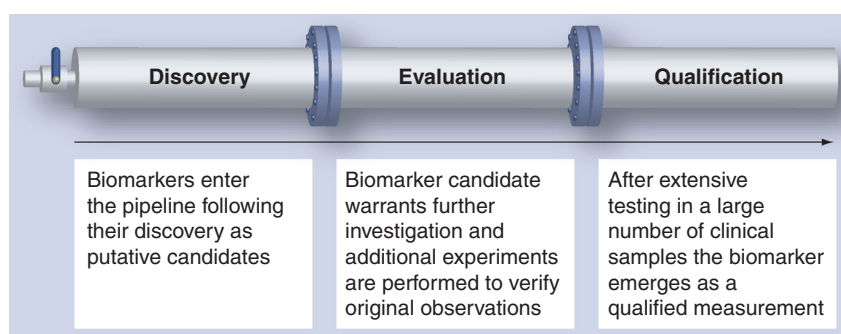 Discovery
Evaluation
Qualification
Biomarkers enter
the pipeline following
their discovery as
putative candidates
Biomarker candidate
warrants further
investigation and
additional experiments
are performed to verify
original observations
After extensive
testing in a large
number of clinical
samples the biomarker
emerges as a
qualified measurement